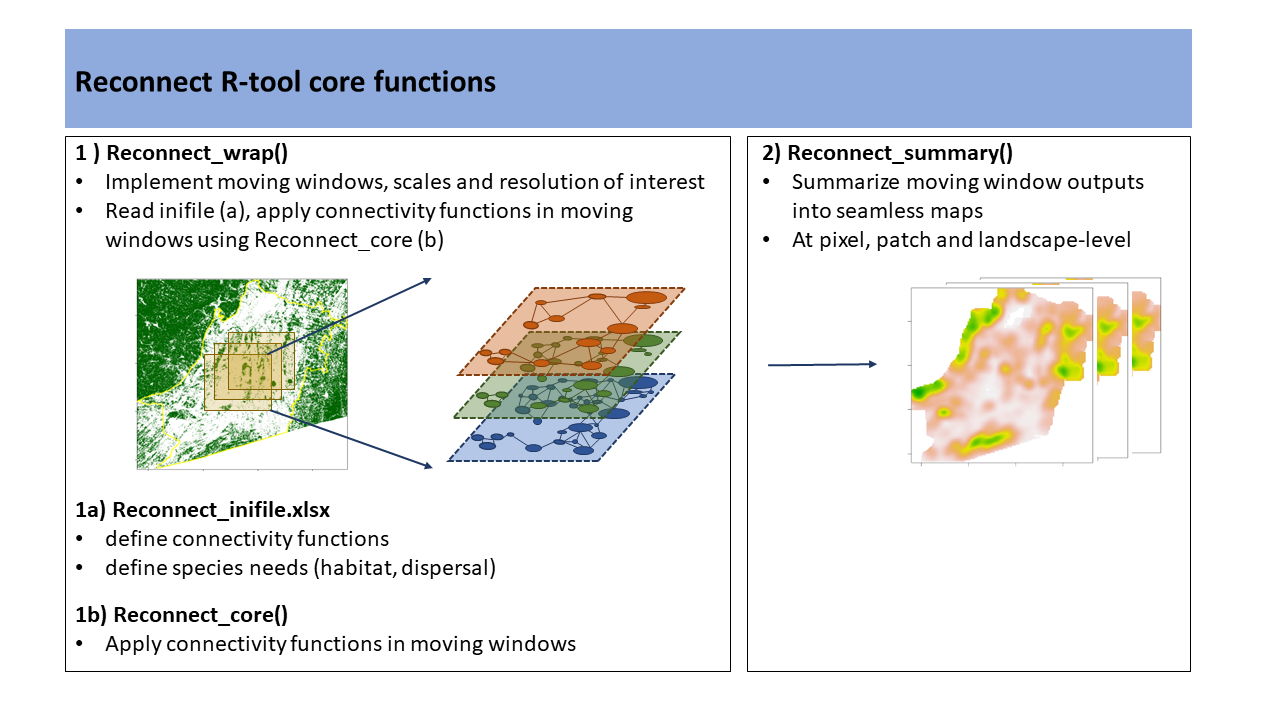 Reconnect R-tool core functions
1 ) Reconnect_wrap()
• Implement moving windows, scales and resolution of interest
• Read inifile (a), apply connectivity functions in moving
windows using Reconnect_core (b)
1a) Reconnect_inifile.xlsx
• define connectivity functions
• define species needs (habitat, dispersal)
1b) Reconnect_core()
• Apply connectivity functions in moving windows
2) Reconnect_summary()
• Summarize moving window outputs
into seamless maps
• At pixel, patch and landscape-level